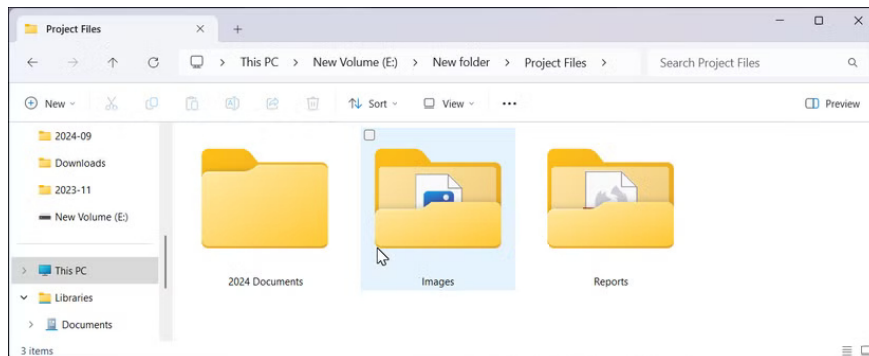 Project Files
This PC > New Volume (E:) > New folder > Project Files >
Search Project Files
New
Sort
View
Preview
2024-09
Downloads
2023-11
New Volume (E:)
This PC
Libraries
Documents
2024 Documents
Images
Reports
3 items